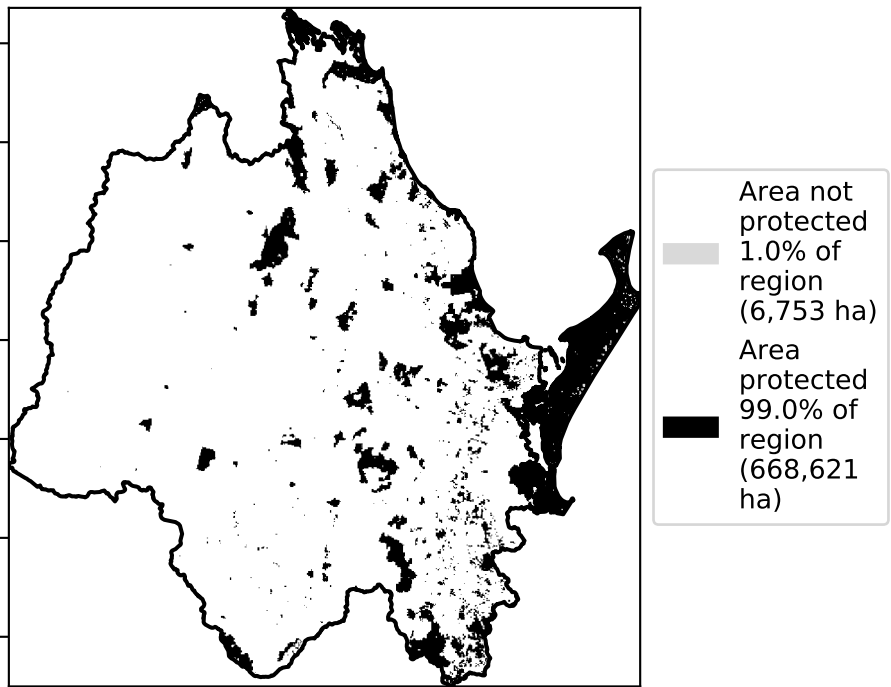 Area not
protected
1.0% of
region
(6,753 ha)
Area
protected
99.0% of
region
(668,621
ha)